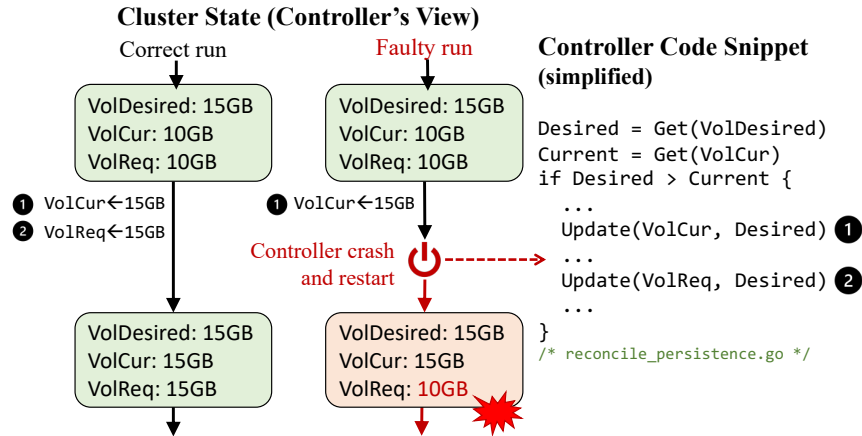 Cluster State (Controller's View)
Correct run
Faulty run
VolDesired: 15GB
VolCur: 10GB
VolReq: 10GB
VolDesired: 15GB
VolCur: 10GB
VolReq: 10GB
1 VolCur←15GB
2 VolReq←15GB
1 VolCur←15GB
Controller crash
and restart
VolDesired: 15GB
VolCur: 15GB
VolReq: 15GB
VolDesired: 15GB
VolCur: 15GB
VolReq: 10GB
Controller Code Snippet
(simplified)
Desired = Get(VolDesired)
Current = Get(VolCur)
if Desired > Current {
...
Update(VolCur, Desired) 1
...
Update(VolReq, Desired) 2
...
}
/* reconcile_persistence.go */